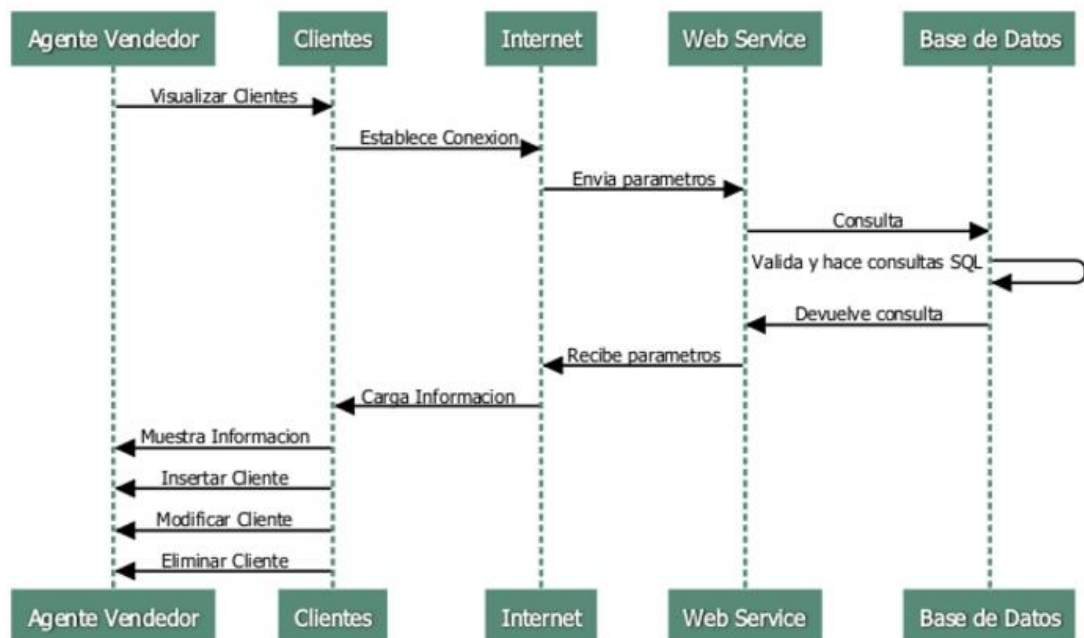 Agente Vendedor
Clientes
Internet
Web Service
Base de Datos
Visualizar Clientes
Establece Conexion
Envia parametros
Consulta
Valida y hace consultas SQL
Devuelve consulta
Recibe parametros
Carga Informacion
Muestra Informacion
Insertar Cliente
Modificar Cliente
Eliminar Cliente
Agente Vendedor
Clientes
Internet
Web Service
Base de Datos